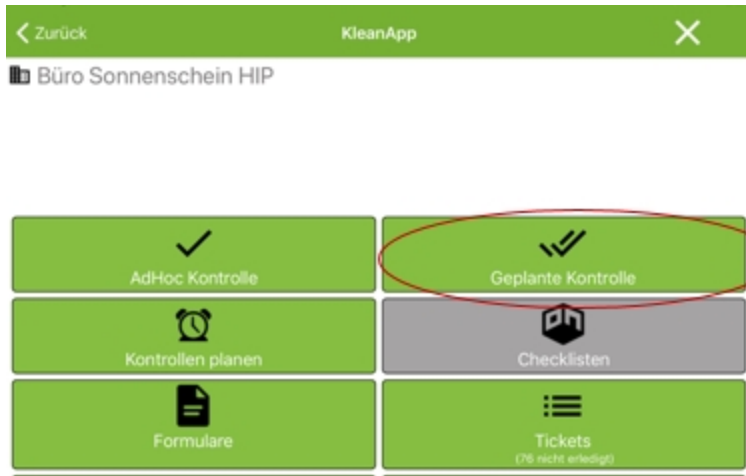 Zurück
KleanApp
Büro Sonnenschein HIP
AdHoc Kontrolle
Geplante Kontrolle
Kontrollen planen
Checklisten
Formulare
Tickets
(76 nicht erledigt)